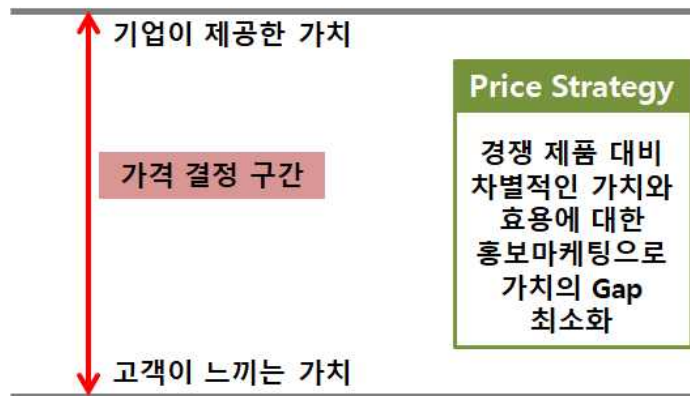 기업이 제공한 가치
Price Strategy
경쟁 제품 대비
차별적인 가치와
효용에 대한
홍보마케팅으로
가치의 Gap
최소화
가격 결정 구간
고객이 느끼는 가치